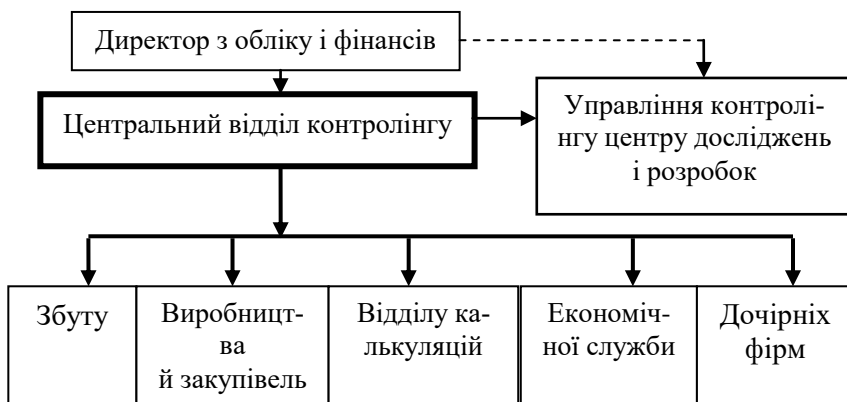 Директор з обліку і фінансів
Центральний відділ контролінгу
Управління контролі-
нгу центру досліджень
і розробок
Збуту
Виробницт-
ва
й закупівель
Відділу ка-
лькуляцій
Економіч-
ної служби
Дочірніх
фірм